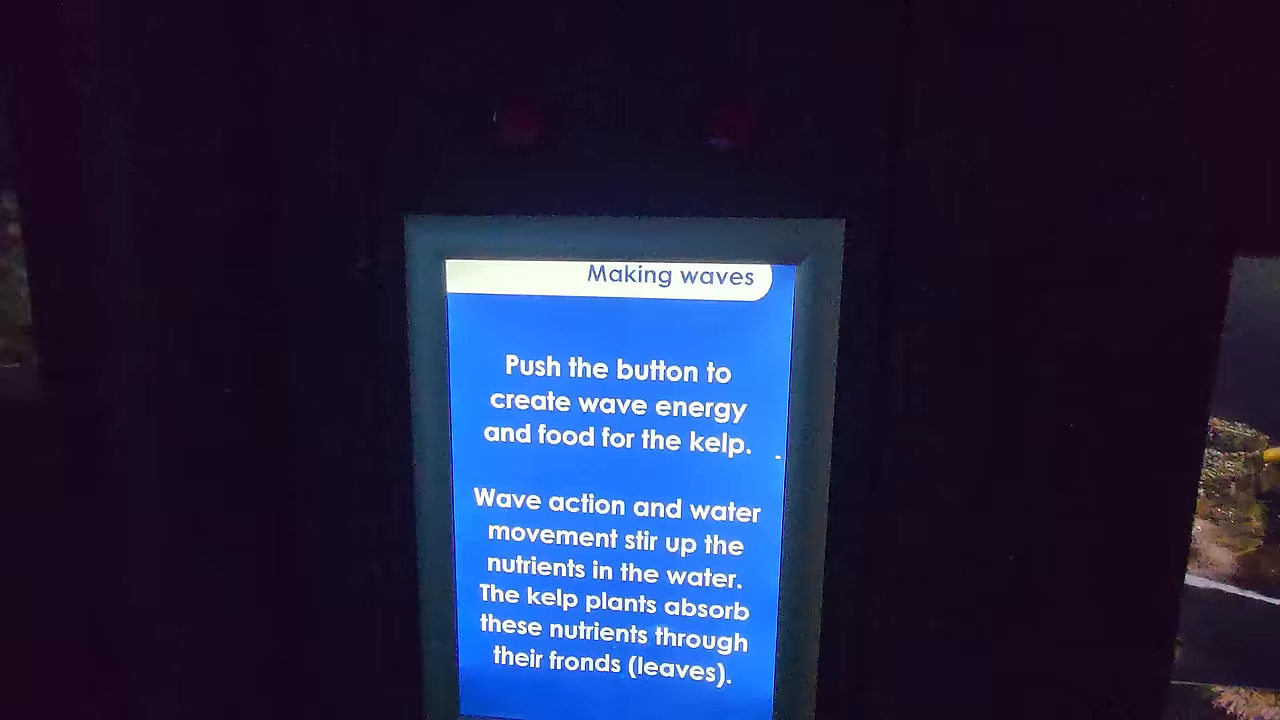 Making waves
Push the button to
create wave energy
and food for the kelp.
Wave action and water
movement stir up the
nutrients in the water.
The kelp plants absorb
these nutrients through
their fronds (leaves).